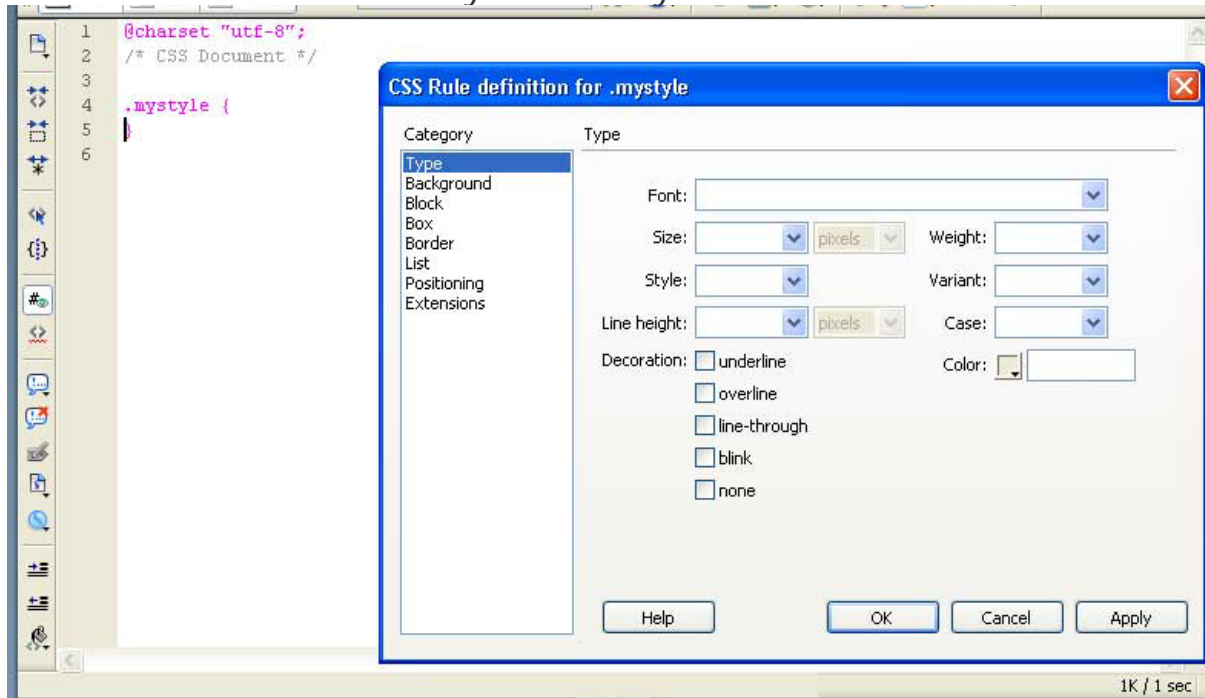 1 @charset "utf-8";
2 /* CSS Document */
3
4 .mystyle {
5 }
6
CSS Rule definition for .mystyle
Category
Type
Background
Block
Box
Border
List
Positioning
Extensions
Type
Font:
Size: pixels Weight:
Style: Variant:
Line height: pixels Case:
Decoration: underline Color:
overline
line-through
blink
none
Help OK Cancel Apply
1K / 1 sec